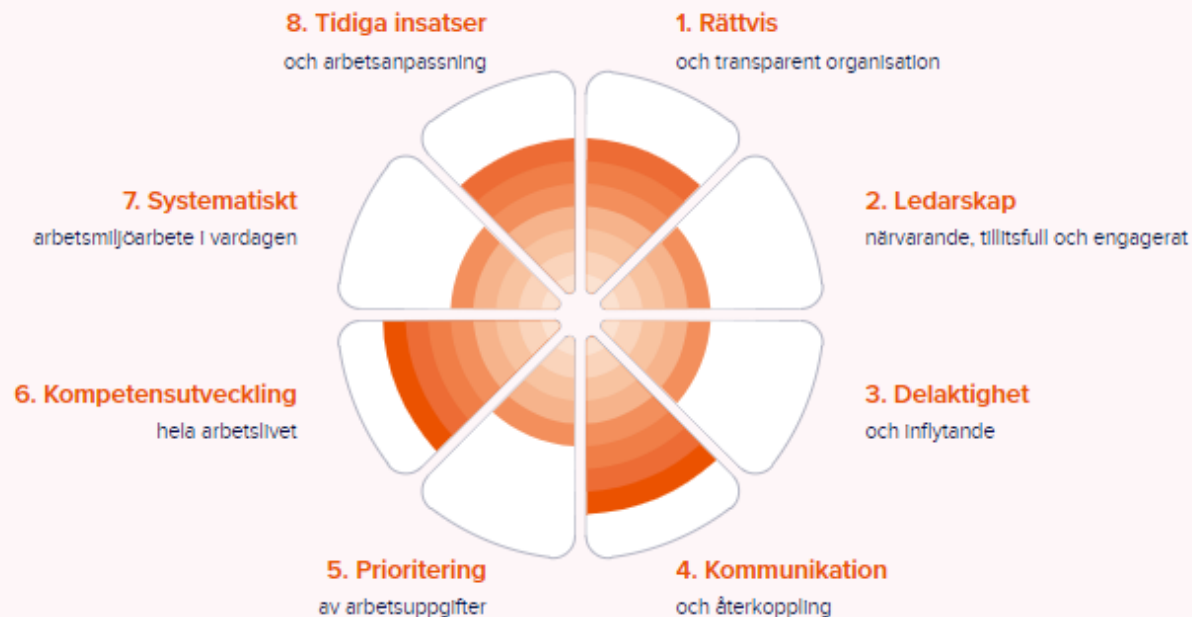 8. Tidiga insatser
och arbetsanpassning
1. Rättvis
och transparent organisation
7. Systematiskt
arbetsmiljöarbete i vardagen
2. Ledarskap
närvarande, tillitsfull och engagerat
6. Kompetensutveckling
hela arbetslivet
3. Delaktighet
och inflytande
5. Prioritering
av arbetsuppgifter
4. Kommunikation
och återkoppling